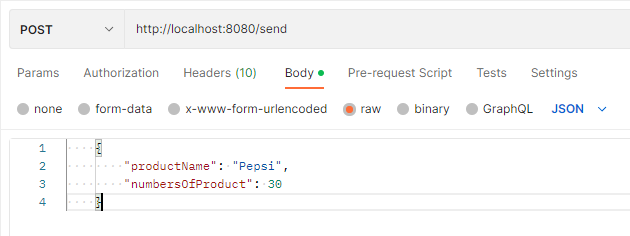 POST http://localhost:8080/send
Params Authorization Headers (10) Body Pre-request Script Tests Settings
none form-data x-www-form-urlencoded raw binary GraphQL JSON
1 {
2 "productName": "Pepsi",
3 "numbersOfProduct": 30
4 }